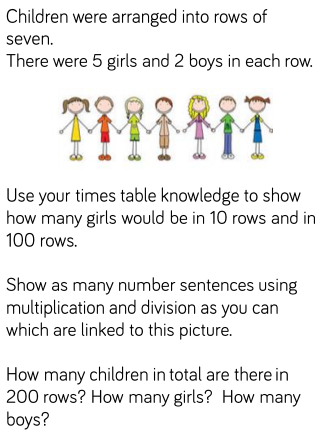 Children were arranged into rows of
seven.
There were 5 girls and 2 boys in each row.
Use your times table knowledge to show
how many girls would be in 10 rows and in
100 rows.
Show as many number sentences using
multiplication and division as you can
which are linked to this picture.
How many children in total are there in
200 rows? How many girls? How many
boys?